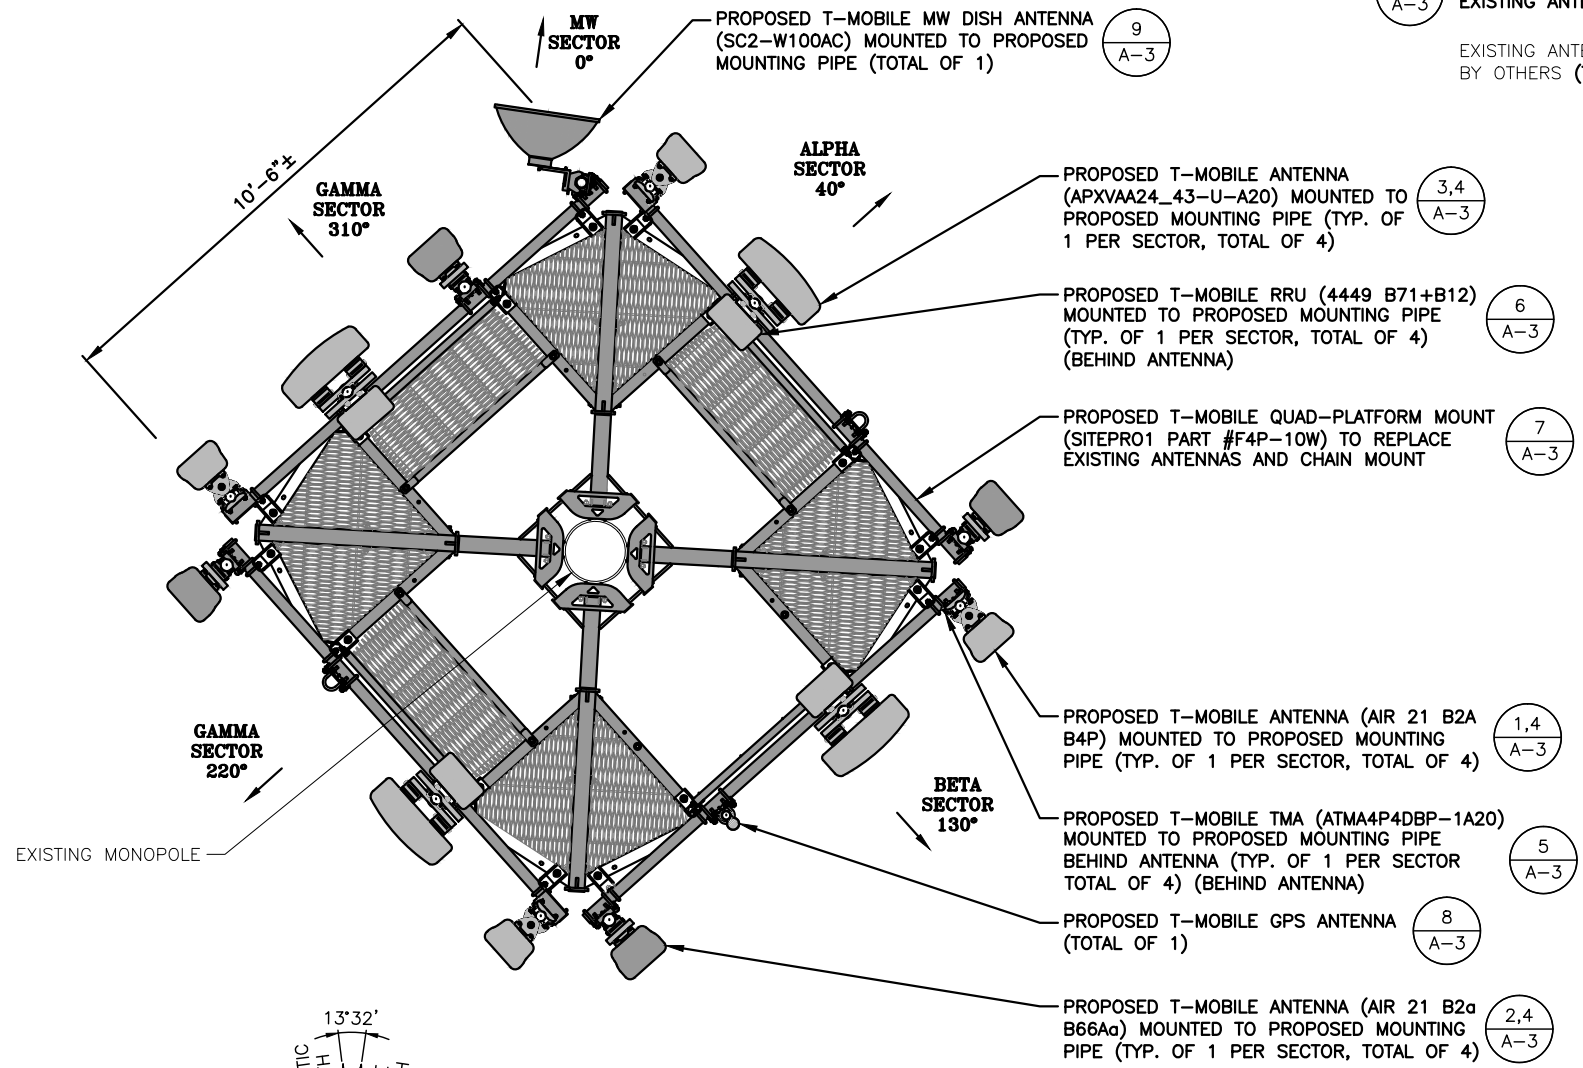 MW
SECTOR
0°
PROPOSED T-MOBILE MW DISH ANTENNA
(SC2-W100AC) MOUNTED TO PROPOSED
MOUNTING PIPE (TOTAL OF 1)
9
A-3
A-3
EXISTING ANTE
EXISTING ANTE
BY OTHERS
10'-6"±
GAMMA
SECTOR
310°
ALPHA
SECTOR
40°
PROPOSED T-MOBILE ANTENNA
(APXVAA24_43-U-A20) MOUNTED TO
PROPOSED MOUNTING PIPE (TYP. OF
1 PER SECTOR, TOTAL OF 4)
3,4
A-3
PROPOSED T-MOBILE RRU (4449 B71+B12)
MOUNTED TO PROPOSED MOUNTING PIPE
(TYP. OF 1 PER SECTOR, TOTAL OF 4)
(BEHIND ANTENNA)
6
A-3
PROPOSED T-MOBILE QUAD-PLATFORM MOUNT
(SITEPRO1 PART #F4P-10W) TO REPLACE
EXISTING ANTENNAS AND CHAIN MOUNT
7
A-3
PROPOSED T-MOBILE ANTENNA (AIR 21 B2A
B4P) MOUNTED TO PROPOSED MOUNTING
PIPE (TYP. OF 1 PER SECTOR, TOTAL OF 4)
1,4
A-3
GAMMA
SECTOR
220°
BETA
SECTOR
130°
PROPOSED T-MOBILE TMA (ATMA4P4DBP-1A20)
MOUNTED TO PROPOSED MOUNTING PIPE
BEHIND ANTENNA (TYP. OF 1 PER SECTOR
TOTAL OF 4) (BEHIND ANTENNA)
5
A-3
EXISTING MONOPOLE
PROPOSED T-MOBILE GPS ANTENNA
(TOTAL OF 1)
8
A-3
PROPOSED T-MOBILE ANTENNA (AIR 21 B2a
B66Aa) MOUNTED TO PROPOSED MOUNTING
PIPE (TYP. OF 1 PER SECTOR, TOTAL OF 4)
2,4
A-3
13°32'
TIC